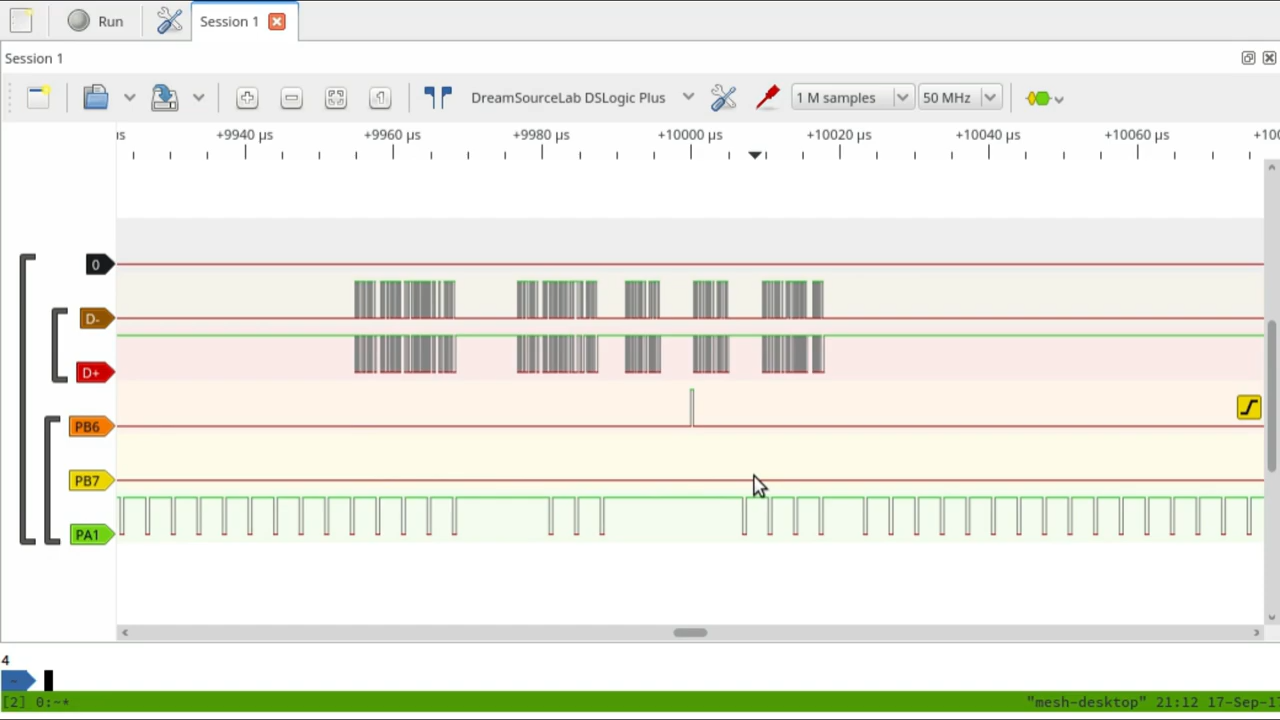 Run
Session 1
Session 1
DreamSourceLab DSLogic Plus
1 M samples
50 MHz
+9940 µs
+9960 µs
+9980 µs
+10000 µs
+10020 µs
+10040 µs
+10060 µs
0
D-
D+
PB6
PB7
PA1
4
~
[2] 0:~*
"mesh-desktop" 21:12 17-Sep-1